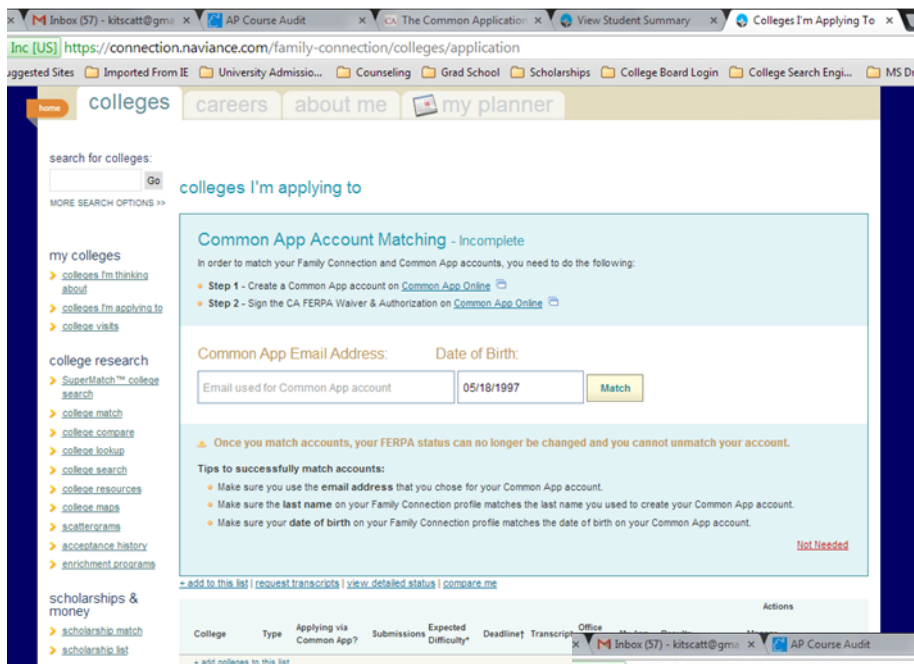 M Inbox (57) - kitscatt@gma × AP Course Audit × CA The Common Application × View Student Summary × Colleges I'm Applying To ×
Inc [US] https://connection.naviance.com/family-connection/colleges/application
uggested Sites Imported From IE University Admissio... Counseling Grad School Scholarships College Board Login College Search Engi... MS Dr
home colleges careers about me my planner
search for colleges:
Go
MORE SEARCH OPTIONS >>
my colleges
colleges I'm thinking
about
colleges I'm applying to
college visits
college research
SuperMatch™ college
search
college match
college compare
college lookup
college search
college resources
college maps
scattergrams
acceptance history
enrichment programs
scholarships &
money
scholarship match
scholarship list
colleges I'm applying to
Common App Account Matching - Incomplete
In order to match your Family Connection and Common App accounts, you need to do the following:
Step 1 - Create a Common App account on Common App Online
Step 2 - Sign the CA FERPA Waiver & Authorization on Common App Online
Common App Email Address: Date of Birth:
Email used for Common App account 05/18/1997 Match
Once you match accounts, your FERPA status can no longer be changed and you cannot unmatch your account.
Tips to successfully match accounts:
Make sure you use the email address that you chose for your Common App account.
Make sure the last name on your Family Connection profile matches the last name you used to create your Common App account.
Make sure your date of birth on your Family Connection profile matches the date of birth on your Common App account.
Not Needed
+ add to this list | request transcripts | view detailed status | compare me
Actions
College Type Applying via Common App? Submissions Expected Difficulty* Deadline† Transcript Office
+ add colleges to this list
× M Inbox (57) - kitscatt@gma × AP Course Audit